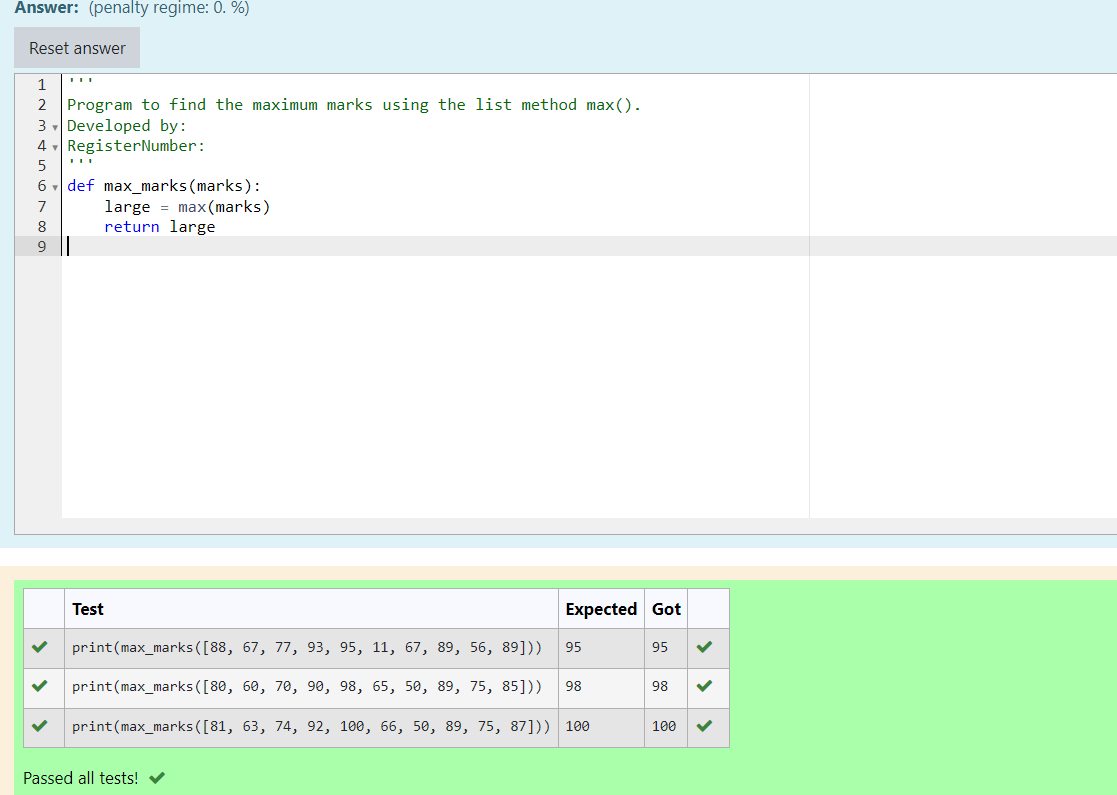 Answer: (penalty regime: 0. %)
Reset answer
1 '''
2 Program to find the maximum marks using the list method max().
3 Developed by:
4 RegisterNumber:
5 '''
6 def max_marks(marks):
7     large = max(marks)
8     return large
9
Test Expected Got
print(max_marks([88, 67, 77, 93, 95, 11, 67, 89, 56, 89])) 95 95
print(max_marks([80, 60, 70, 90, 98, 65, 50, 89, 75, 85])) 98 98
print(max_marks([81, 63, 74, 92, 100, 66, 50, 89, 75, 87])) 100 100
Passed all tests!